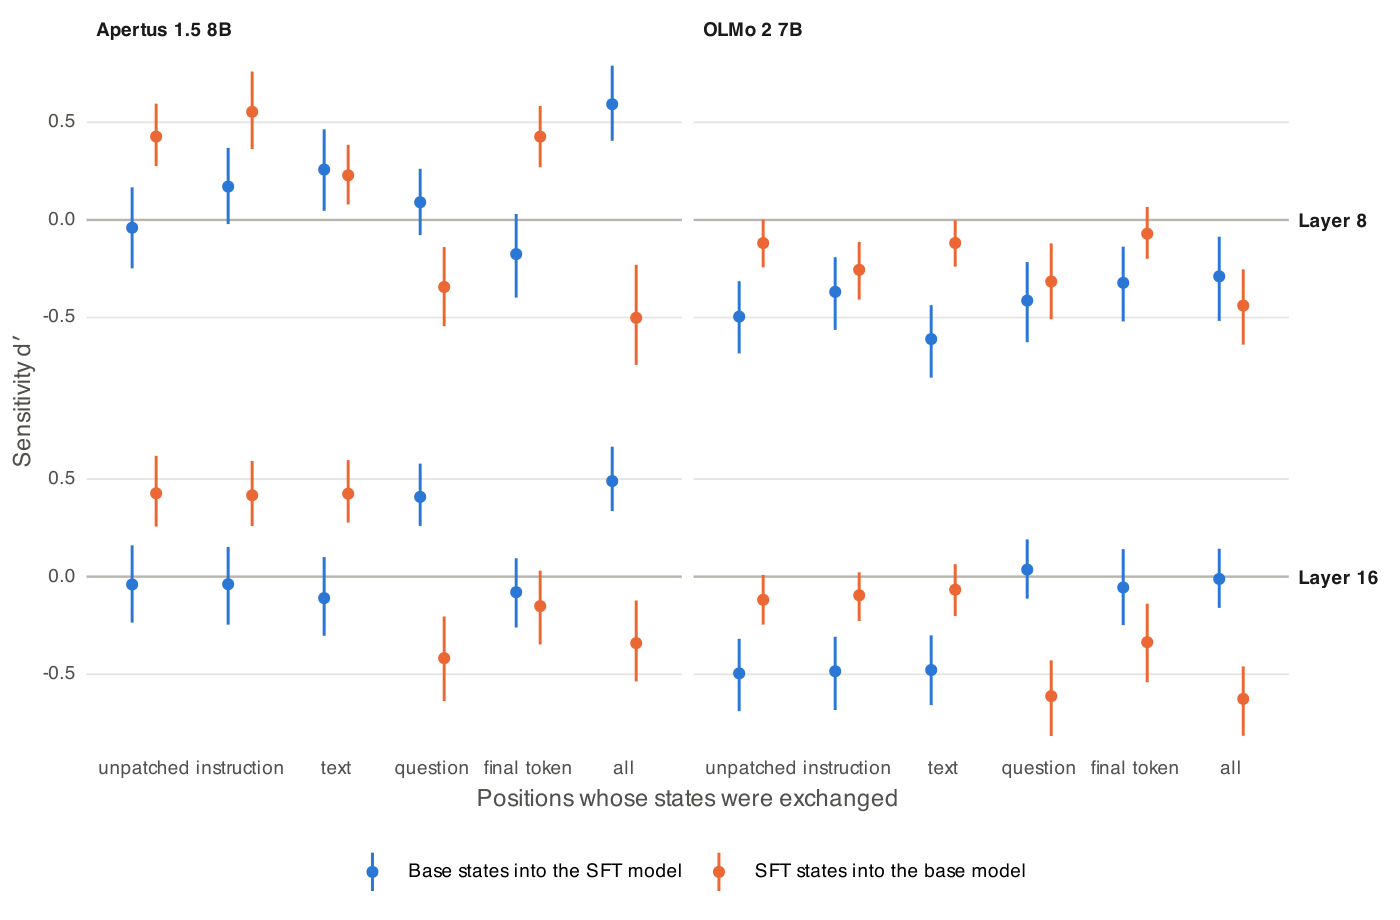 Apertus 1.5 8B
OLMo 2 7B
0.5
0.0
-0.5
Layer 8
Sensitivity d′
0.5
0.0
-0.5
Layer 16
unpatched instruction text question final token all
unpatched instruction text question final token all
Positions whose states were exchanged
Base states into the SFT model
SFT states into the base model